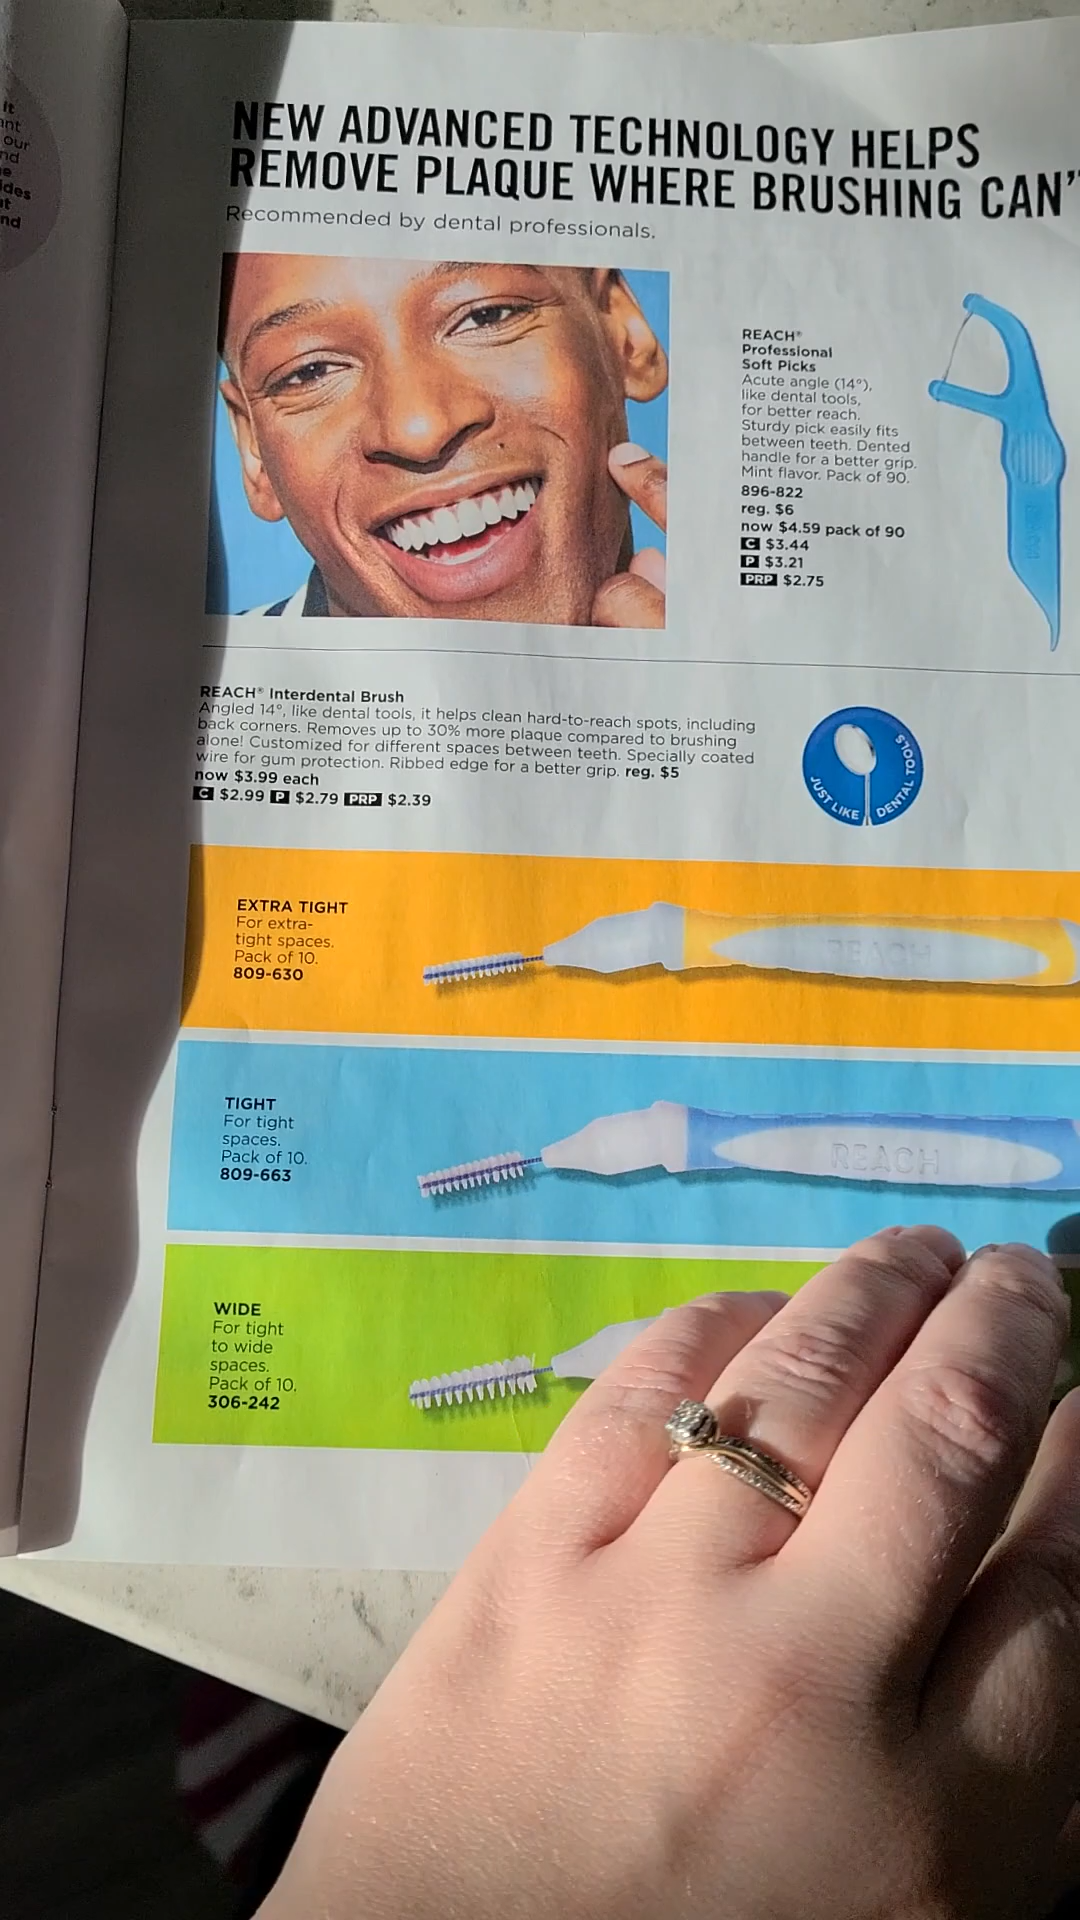 It
ant
our
nd
e
ides
at
nd
NEW ADVANCED TECHNOLOGY HELPS
REMOVE PLAQUE WHERE BRUSHING CAN'
Recommended by dental professionals.
REACH®
Professional
Soft Picks
Acute angle (14°),
like dental tools,
for better reach.
Sturdy pick easily fits
between teeth. Dented
handle for a better grip.
Mint flavor. Pack of 90.
896-822
reg. $6
now $4.59 pack of 90
C $3.44
P $3.21
PRP $2.75
REACH® Interdental Brush
Angled 14°, like dental tools, it helps clean hard-to-reach spots, including
back corners. Removes up to 30% more plaque compared to brushing
alone! Customized for different spaces between teeth. Specially coated
wire for gum protection. Ribbed edge for a better grip. reg. $5
now $3.99 each
C $2.99 P $2.79 PRP $2.39
JUST LIKE DENTAL TOOLS
EXTRA TIGHT
For extra-
tight spaces.
Pack of 10.
809-630
REACH
TIGHT
For tight
spaces.
Pack of 10.
809-663
REACH
WIDE
For tight
to wide
spaces.
Pack of 10.
306-242